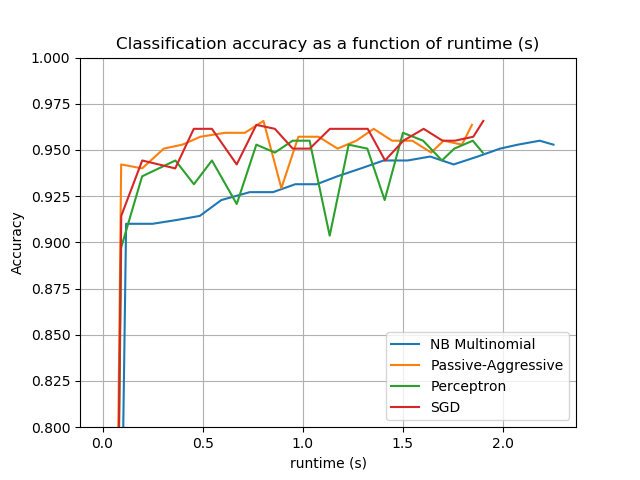 Classification accuracy as a function of runtime (s)
1.000
0.975
0.950
0.925
0.900
0.875
0.850
0.825
0.800
Accuracy
NB Multinomial
Passive-Aggressive
Perceptron
SGD
0.0 0.5 1.0 1.5 2.0
runtime (s)